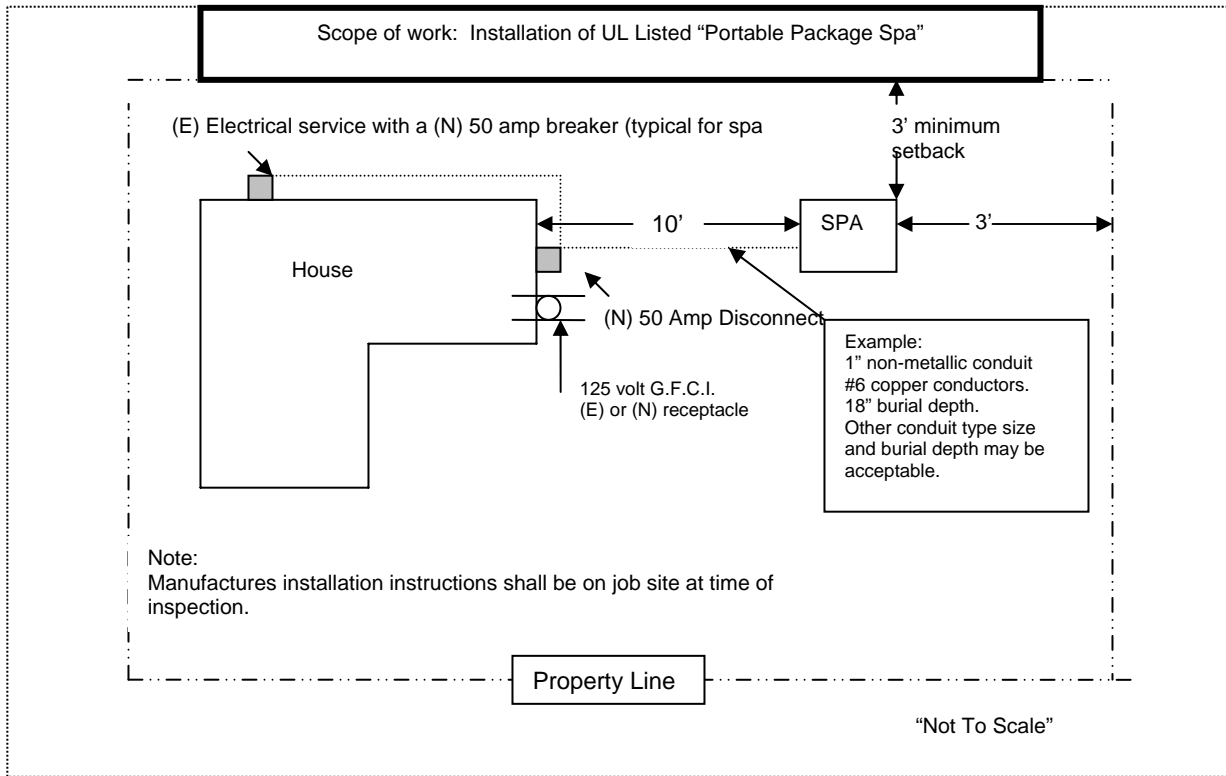 Scope of work:  Installation of UL Listed “Portable Package Spa”
(E) Electrical service with a (N) 50 amp breaker (typical for spa
3’ minimum
setback
10’
SPA
3’
House
(N) 50 Amp Disconnect
125 volt G.F.C.I.
(E) or (N) receptacle
Example:
1” non-metallic conduit
#6 copper conductors.
18” burial depth.
Other conduit type size
and burial depth may be
acceptable.
Note:
Manufactures installation instructions shall be on job site at time of
inspection.
Property Line
“Not To Scale”